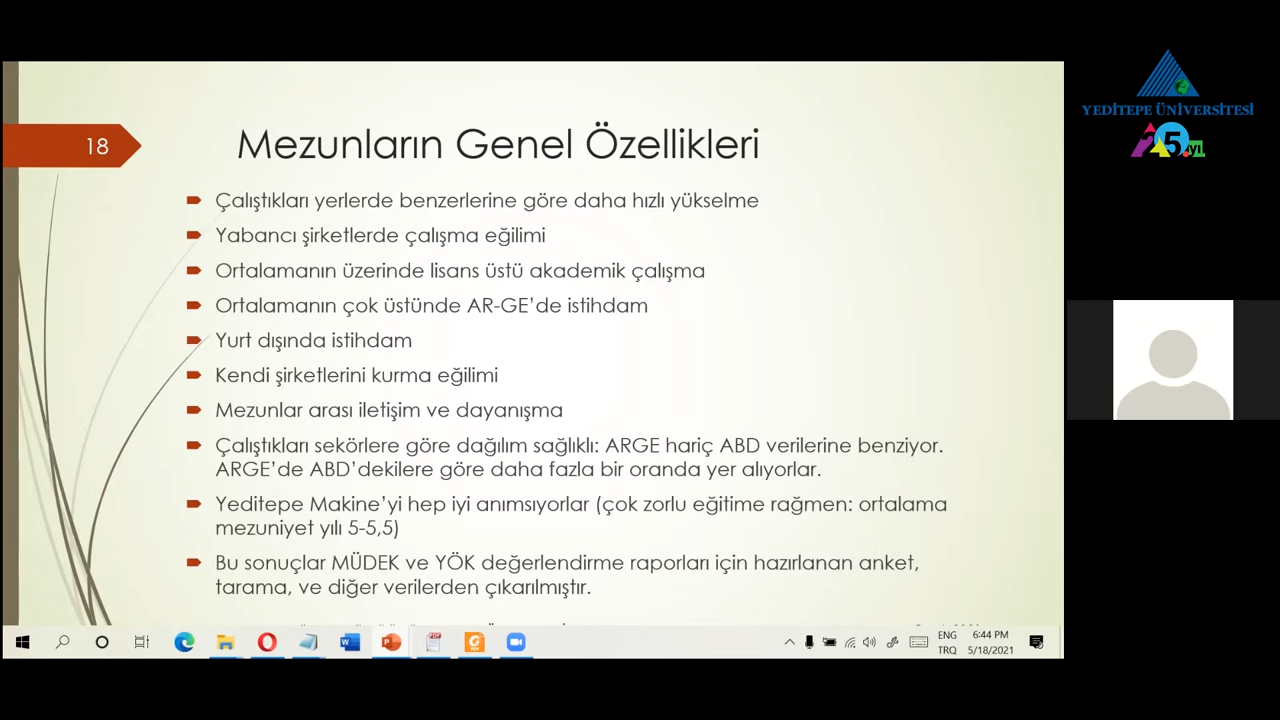 18
Mezunların Genel Özellikleri
Çalıştıkları yerlerde benzerlerine göre daha hızlı yükselme
Yabancı şirketlerde çalışma eğilimi
Ortalamanın üzerinde lisans üstü akademik çalışma
Ortalamanın çok üstünde AR-GE'de istihdam
Yurt dışında istihdam
Kendi şirketlerini kurma eğilimi
Mezunlar arası iletişim ve dayanışma
Çalıştıkları sekörlere göre dağılım sağlıklı: ARGE hariç ABD verilerine benziyor.
ARGE'de ABD'dekilere göre daha fazla bir oranda yer alıyorlar.
Yeditepe Makine'yi hep iyi anımsıyorlar (çok zorlu eğitime rağmen: ortalama
mezuniyet yılı 5-5,5)
Bu sonuçlar MÜDEK ve YÖK değerlendirme raporları için hazırlanan anket,
tarama, ve diğer verilerden çıkarılmıştır.
ENG
TRQ
6:44 PM
5/18/2021
YEDİTEPE ÜNİVERSİTESİ
25.yıl